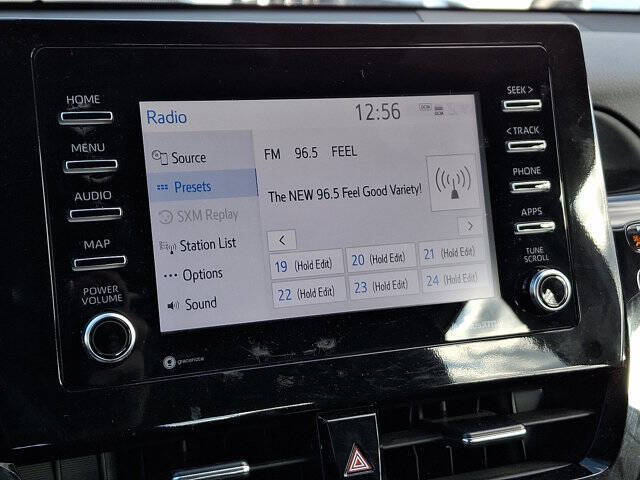 HOME
MENU
AUDIO
MAP
POWER
VOLUME
Radio
12:56
DCM
Source
Presets
SXM Replay
Station List
Options
Sound
FM 96.5 FEEL
The NEW 96.5 Feel Good Variety!
<
>
19 (Hold Edit)
20 (Hold Edit)
21 (Hold Edit)
22 (Hold Edit)
23 (Hold Edit)
24 (Hold Edit)
SEEK >
< TRACK
PHONE
APPS
TUNE
SCROLL
gracenote